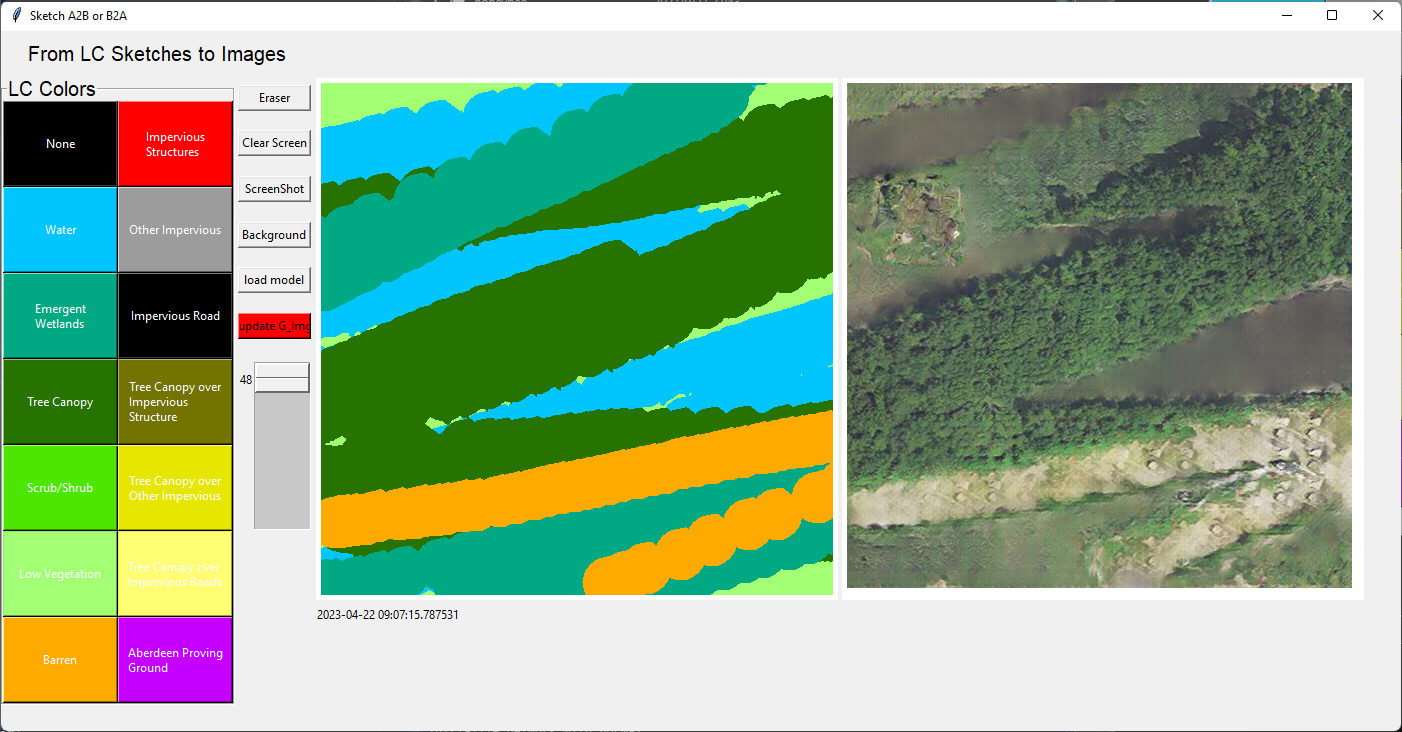 Sketch A2B or B2A
From LC Sketches to Images
LC Colors
None
Impervious
Structures
Water
Other Impervious
Emergent
Wetlands
Impervious Road
Tree Canopy
Tree Canopy over
Impervious
Structure
Scrub/Shrub
Tree Canopy over
Other Impervious
Low Vegetation
Tree Canopy over
Impervious Roads
Barren
Aberdeen Proving
Ground
Eraser
Clear Screen
ScreenShot
Background
load model
update G_Img
48
2023-04-22 09:07:15.787531